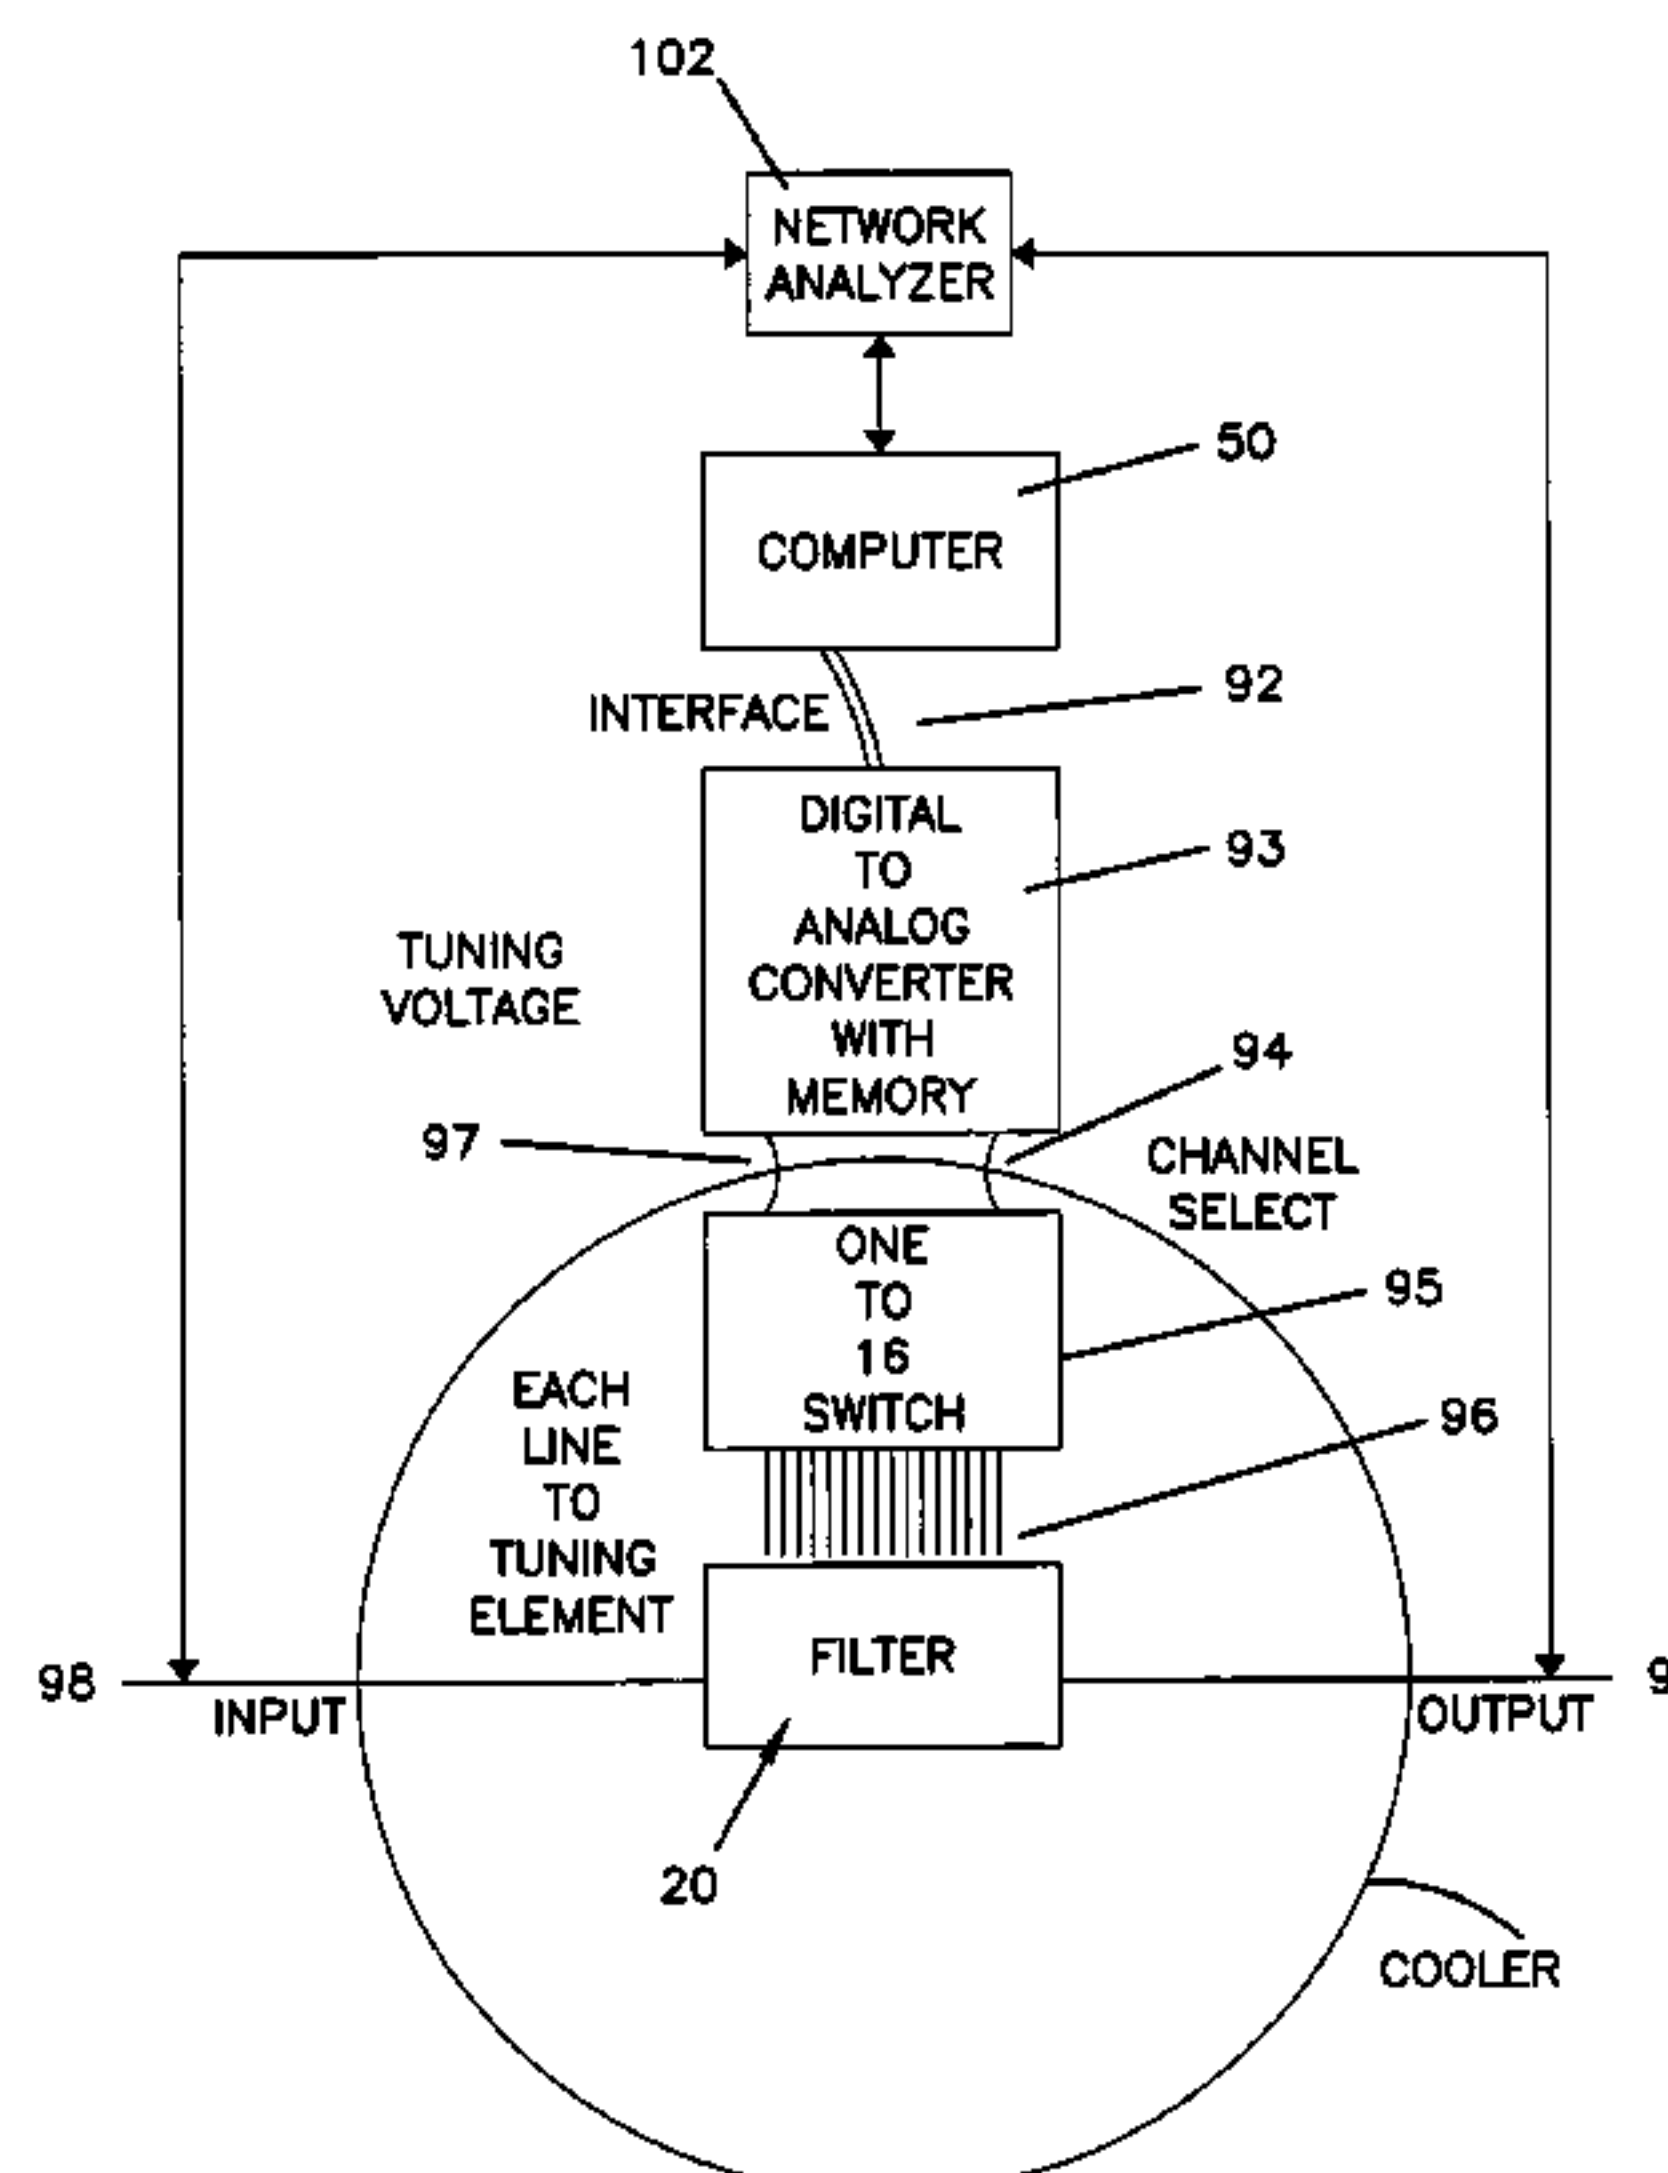 102
NETWORK
ANALYZER
50
COMPUTER
INTERFACE
92
DIGITAL
TO
ANALOG
CONVERTER
WITH
MEMORY
93
TUNING
VOLTAGE
94
97
CHANNEL
SELECT
ONE
TO
16
SWITCH
95
EACH
LINE
TO
TUNING
ELEMENT
96
FILTER
98
INPUT
OUTPUT
20
COOLER